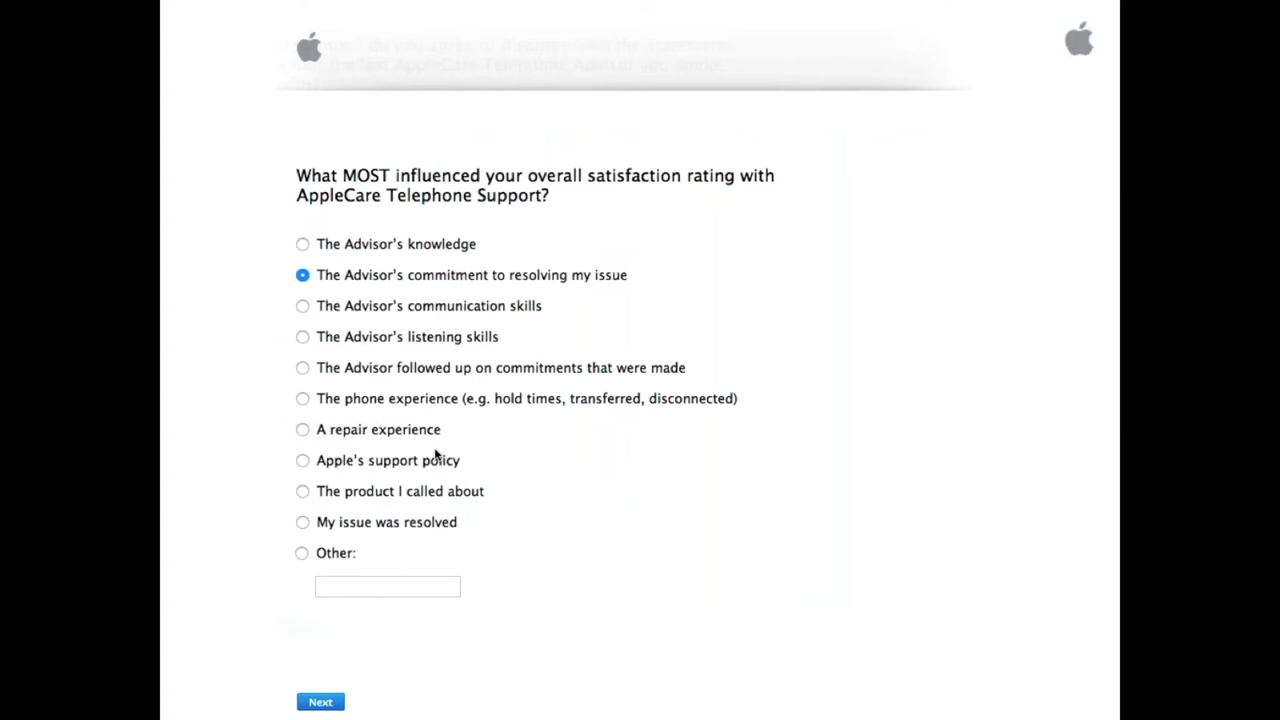 What MOST influenced your overall satisfaction rating with
AppleCare Telephone Support?
The Advisor's knowledge
The Advisor's commitment to resolving my issue
The Advisor's communication skills
The Advisor's listening skills
The Advisor followed up on commitments that were made
The phone experience (e.g. hold times, transferred, disconnected)
A repair experience
Apple's support policy
The product I called about
My issue was resolved
Other:
Next